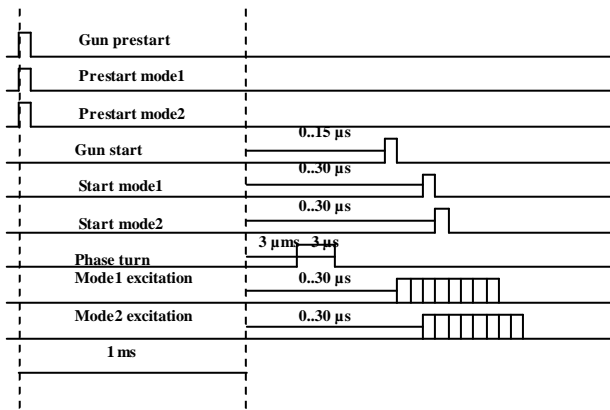 Gun prestart
Prestart mode1
Prestart mode2
0..15 µs
Gun start
0..30 µs
Start mode1
0..30 µs
Start mode2
3 µms 3 µs
Phase turn
Mode1 excitation 0..30 µs
Mode2 excitation 0..30 µs
1 ms